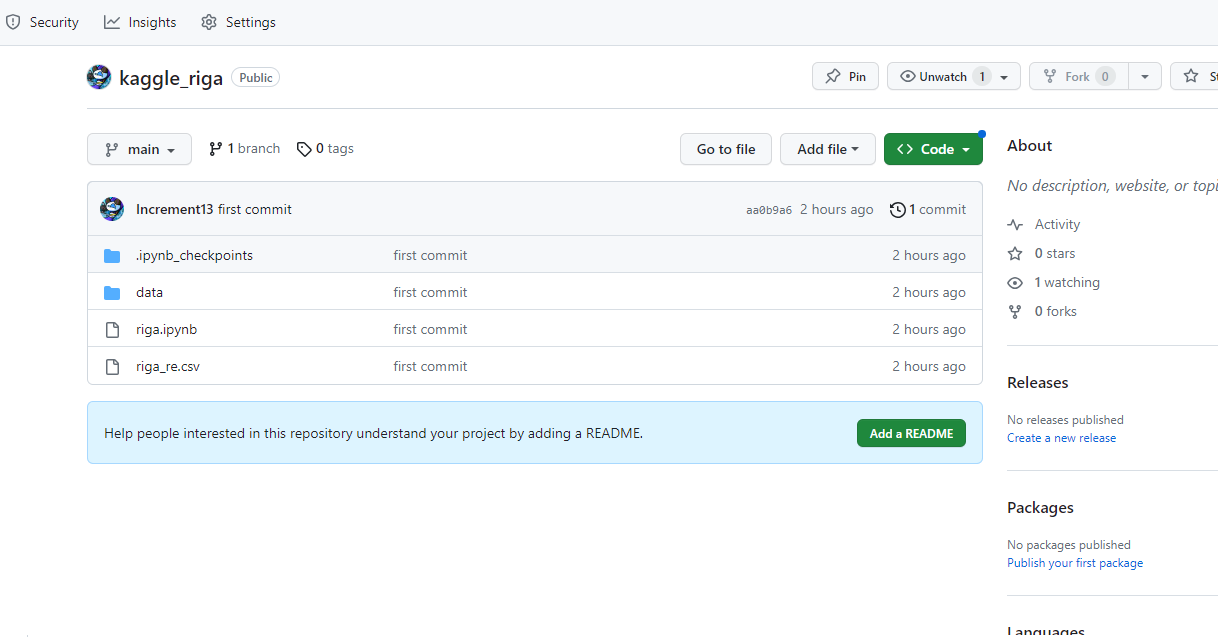 Security Insights Settings
kaggle_riga Public Pin Unwatch 1 Fork 0
main 1 branch 0 tags Go to file Add file <> Code
Increment13 first commit aa0b9a6 2 hours ago 1 commit
.ipynb_checkpoints first commit 2 hours ago
data first commit 2 hours ago
riga.ipynb first commit 2 hours ago
riga_re.csv first commit 2 hours ago
Help people interested in this repository understand your project by adding a README. Add a README
About
No description, website, or
Activity
0 stars
1 watching
0 forks
Releases
No releases published
Create a new release
Packages
No packages published
Publish your first package
Languages